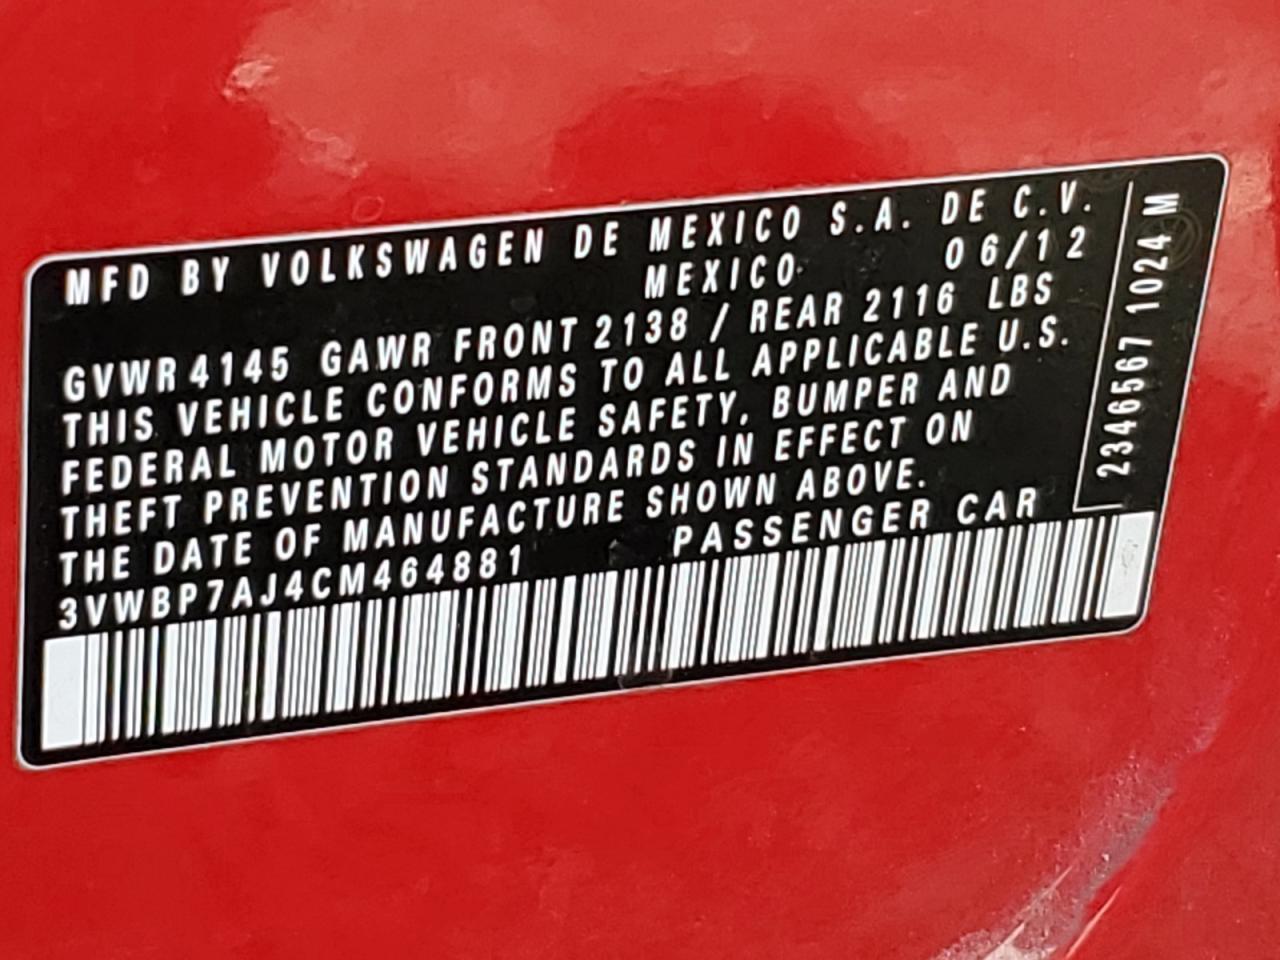 MFD BY VOLKSWAGEN DE MEXICO S.A. DE C.V.
MEXICO 06/12
GVWR 4145 GAWR FRONT 2138 / REAR 2116 LBS
THIS VEHICLE CONFORMS TO ALL APPLICABLE U.S.
FEDERAL MOTOR VEHICLE SAFETY, BUMPER AND
THEFT PREVENTION STANDARDS IN EFFECT ON
THE DATE OF MANUFACTURE SHOWN ABOVE.
3VWBP7AJ4CM464881 PASSENGER CAR
2346567 1024 M